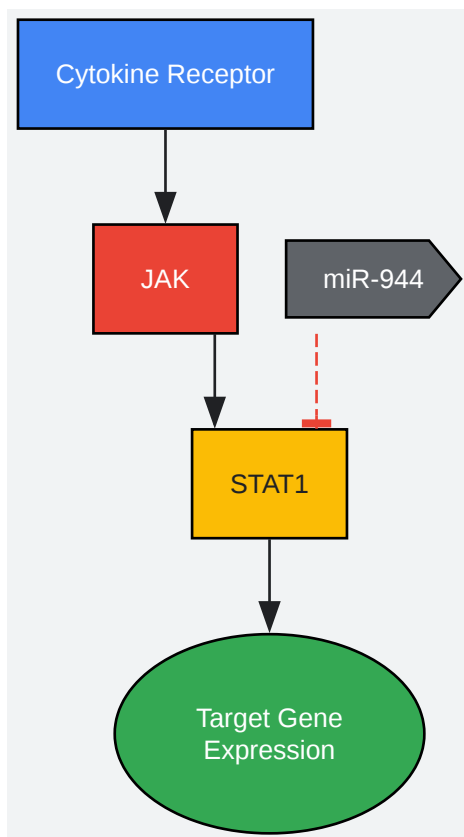 Cytokine Receptor
JAK
miR-944
STAT1
Target Gene
Expression